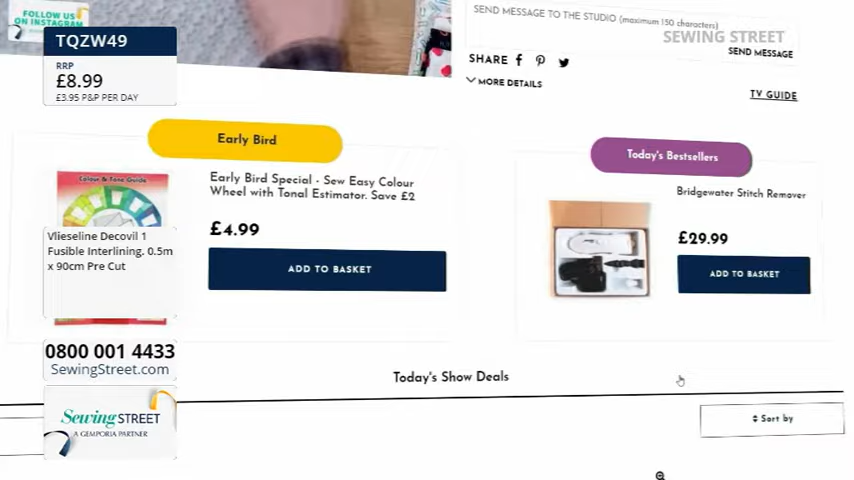 FOLLOW US
ON INSTAGRAM
TQZW49
RRP
£8.99
£3.95 P&P PER DAY
SEND MESSAGE TO THE STUDIO (maximum 150 characters)
SEWING STREET
SEND MESSAGE
SHARE
MORE DETAILS
TV GUIDE
Early Bird
Today's Bestsellers
Colour & Tone Guide
Early Bird Special - Sew Easy Colour
Wheel with Tonal Estimator. Save £2
£4.99
ADD TO BASKET
Bridgewater Stitch Remover
£29.99
ADD TO BASKET
Vlieseline Decovil 1
Fusible Interlining. 0.5m
x 90cm Pre Cut
0800 001 4433
SewingStreet.com
Today's Show Deals
Sort by
Sewing STREET
A GEMPORIA PARTNER